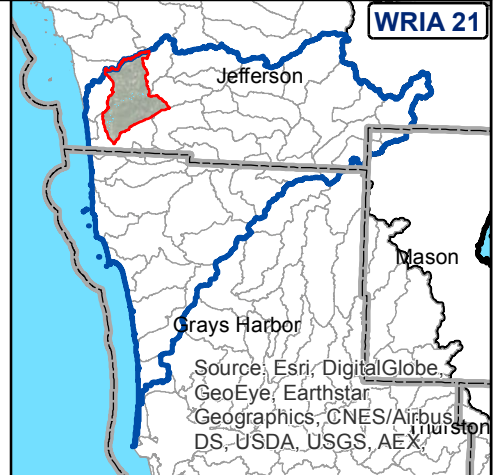 WRIA 21
Jefferson
Mason
Grays Harbor
Source: Esri, DigitalGlobe,
GeoEye, Earthstar
Geographics, CNES/Airbus
DS, USDA, USGS, AEX,
Thurston